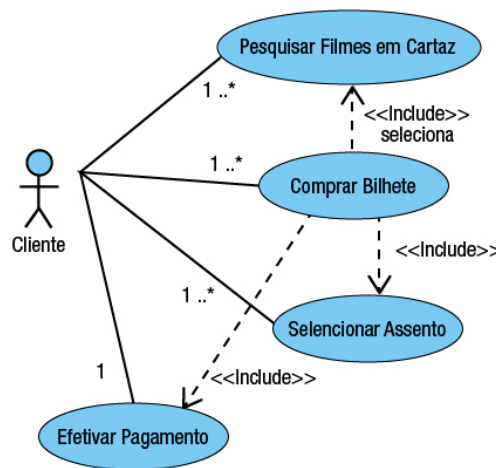 Pesquisar Filmes em Cartaz
1 ..*
<<Include>>
seleciona
1 ..*
Comprar Bilhete
Cliente
<<Include>>
1 ..*
Selencionar Assento
1
<<Include>>
Efetivar Pagamento